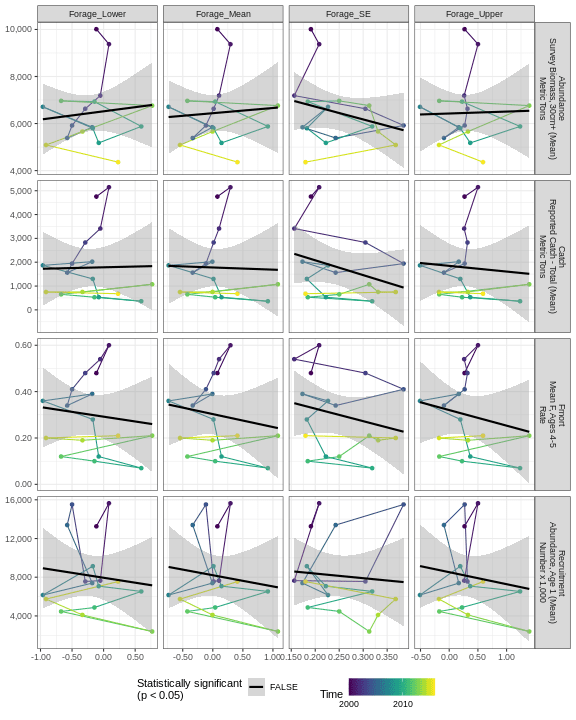 Forage_Lower Forage_Mean Forage_SE Forage_Upper
10,000
8,000
6,000
4,000
Abundance
Survey Biomass, 30cm+ (Mean)
Metric Tons
5,000
4,000
3,000
2,000
1,000
0
Catch
Reported Catch - Total (Mean)
Metric Tons
0.60
0.40
0.20
0.00
Fmort
Mean F, Ages 4-5
Rate
16,000
12,000
8,000
4,000
Recruitment
Abundance, Age 1 (Mean)
Number x 1,000
-1.00 -0.50 0.00 0.50 -0.50 0.00 0.50 1.00 0.150 0.200 0.250 0.300 0.350 -0.50 0.00 0.50 1.00
Statistically significant
(p < 0.05)
FALSE
Time
2000 2010